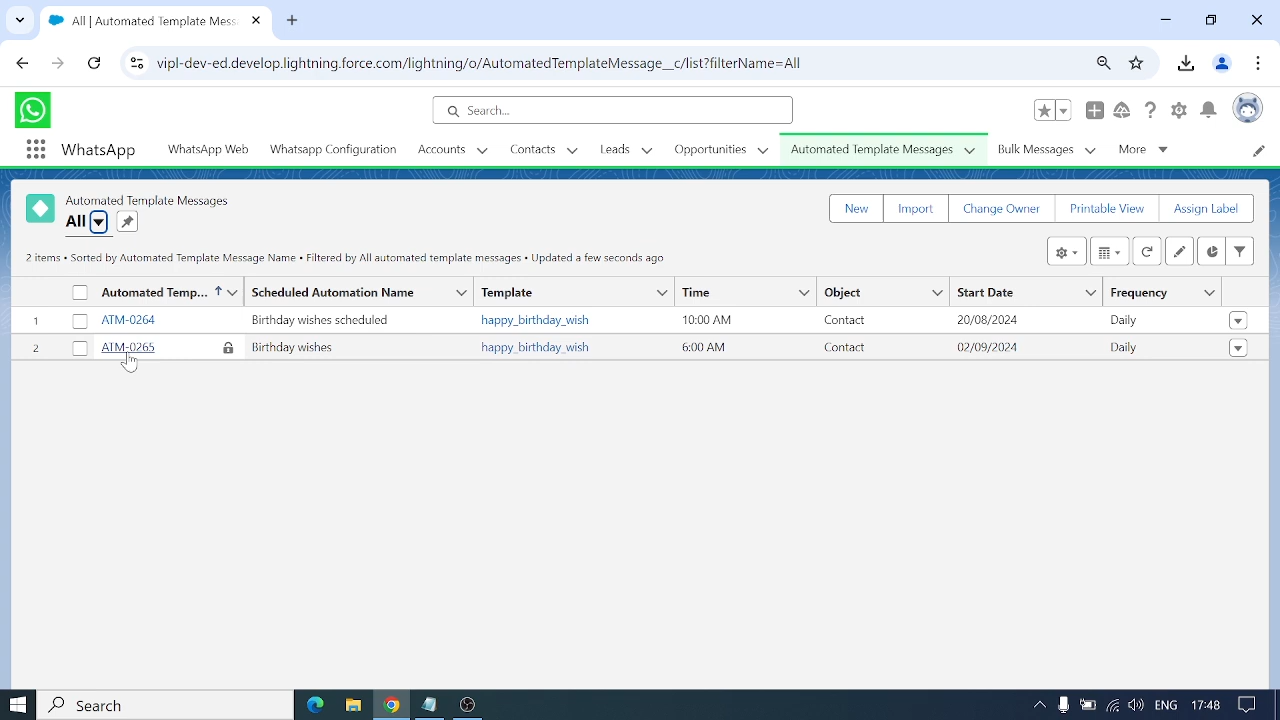 All | Automated Template Mess
vipl-dev-ed.develop.lightning.force.com/lightning/o/AutomatedTemplateMessage__c/list?filterName=All
Search...
WhatsApp
WhatsApp Web
Whatsapp Configuration
Accounts
Contacts
Leads
Opportunities
Automated Template Messages
Bulk Messages
More
Automated Template Messages
All
New
Import
Change Owner
Printable View
Assign Label
2 items • Sorted by Automated Template Message Name • Filtered by All automated template messages • Updated a few seconds ago
Automated Temp... Scheduled Automation Name Template Time Object Start Date Frequency
1 ATM-0264 Birthday wishes scheduled happy_birthday_wish 10:00 AM Contact 20/08/2024 Daily
2 ATM-0265 Birthday wishes happy_birthday_wish 6:00 AM Contact 02/09/2024 Daily
Search
ENG
17:48